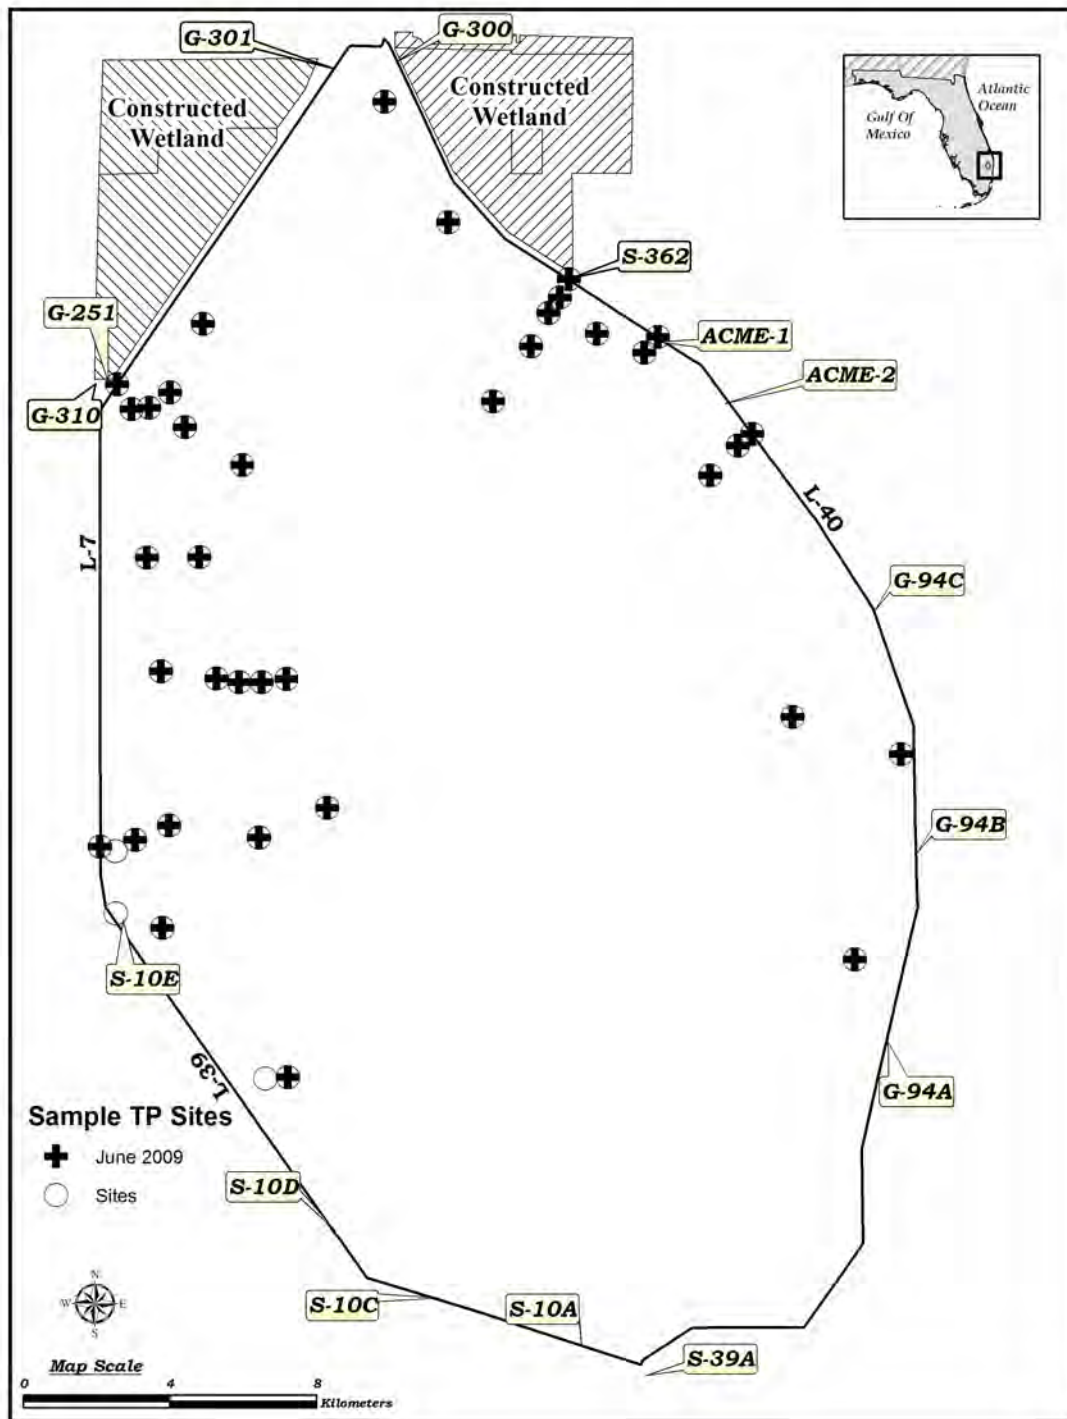 G-301
G-300
Constructed
Wetland
Constructed
Wetland
Atlantic
Ocean
Gulf Of
Mexico
S-362
G-251
ACME-1
ACME-2
G-310
L-40
L-7
G-94C
G-94B
S-10E
L-39
G-94A
Sample TP Sites
June 2009
Sites
S-10D
N
W
E
S
S-10C
S-10A
S-39A
Map Scale
0
4
8
Kilometers